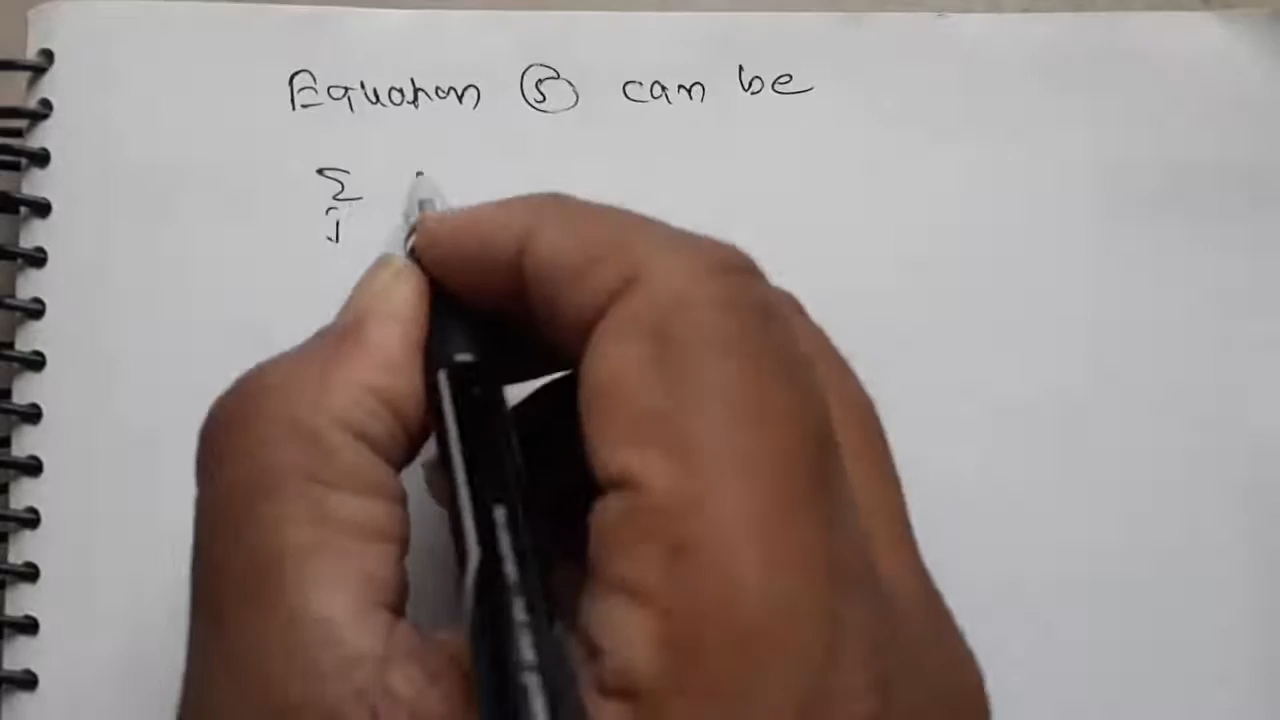 Equation ⑤ can be
Σ
j